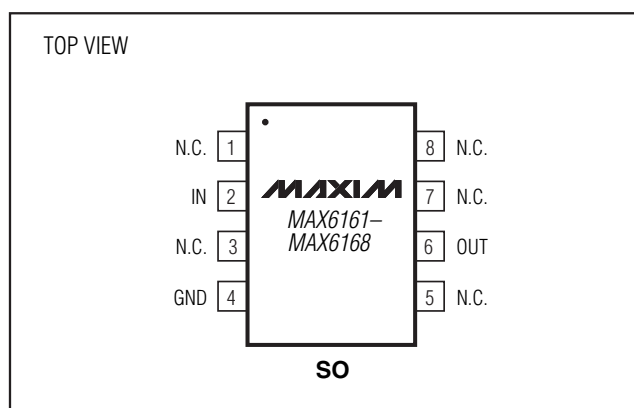 TOP VIEW
N.C. 1
8 N.C.
IN 2
MAXIM
7 N.C.
MAX6161–
MAX6168
N.C. 3
6 OUT
GND 4
5 N.C.
SO